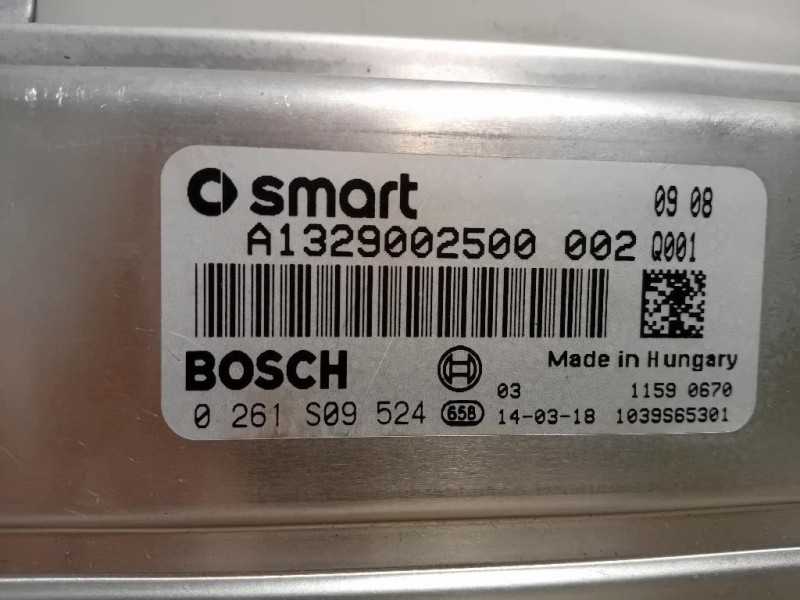 smart 09 08
A1329002500 002 Q001
BOSCH Made in Hungary
03 1159 0670
0 261 S09 524 658 14-03-18 1039S65301